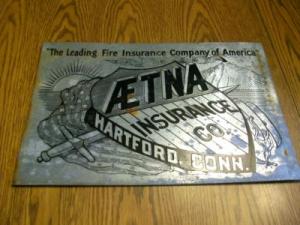 "The Leading Fire Insurance Company of America"
ÆTNA
INSURANCE
CO.
HARTFORD, CONN.